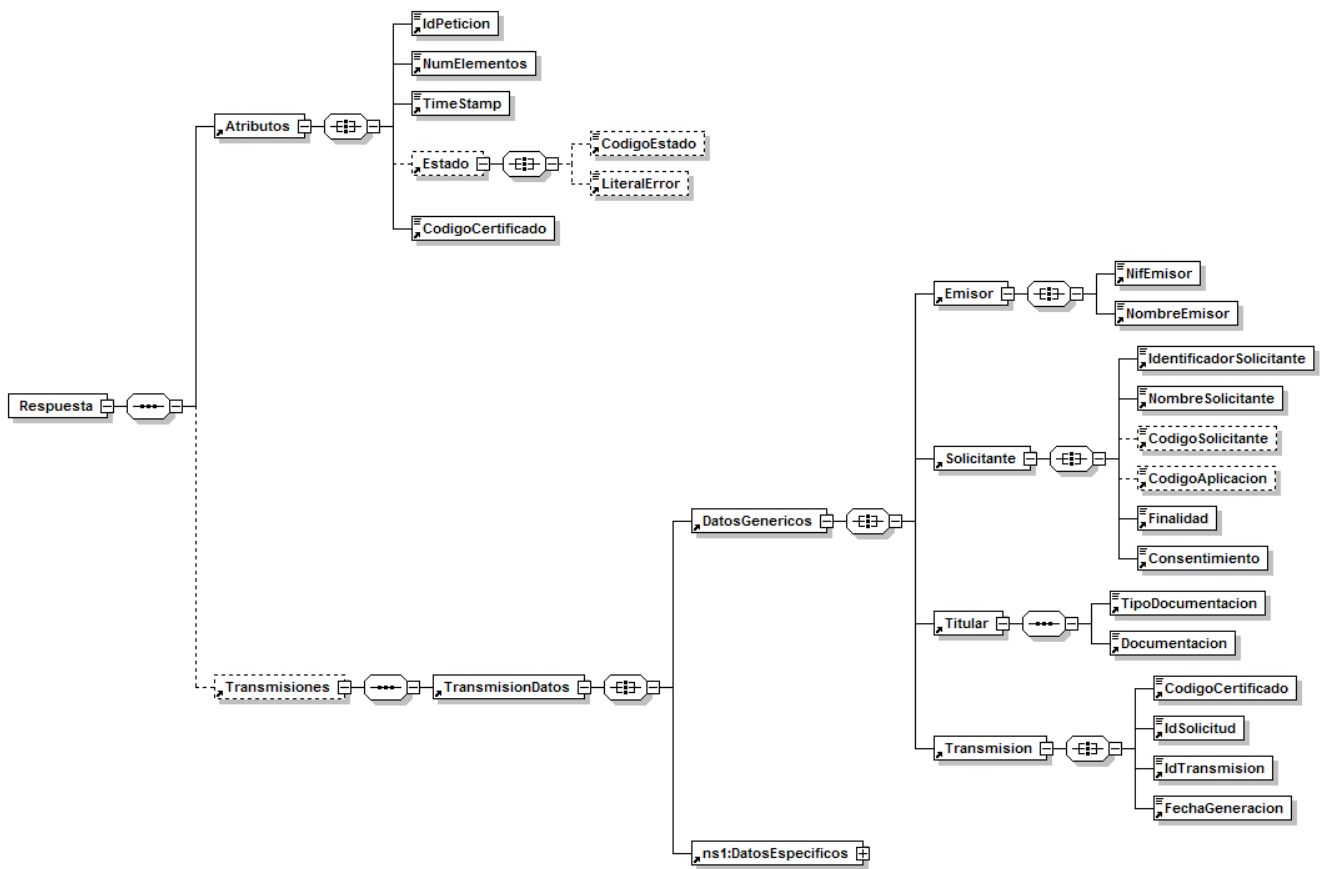 IdPeticion
NumElementos
TimeStamp
Atributos
CodigoEstado
Estado
LiteralError
CodigoCertificado
NifEmisor
Emisor
NombreEmisor
IdentificadorSolicitante
NombreSolicitante
Respuesta
CodigoSolicitante
Solicitante
CodigoAplicacion
DatosGenericos
Finalidad
Consentimiento
TipoDocumentacion
Titular
Documentacion
Transmisiones
TransmisionDatos
CodigoCertificado
IdSolicitud
Transmision
IdTransmision
FechaGeneracion
ns1:DatosEspecificos